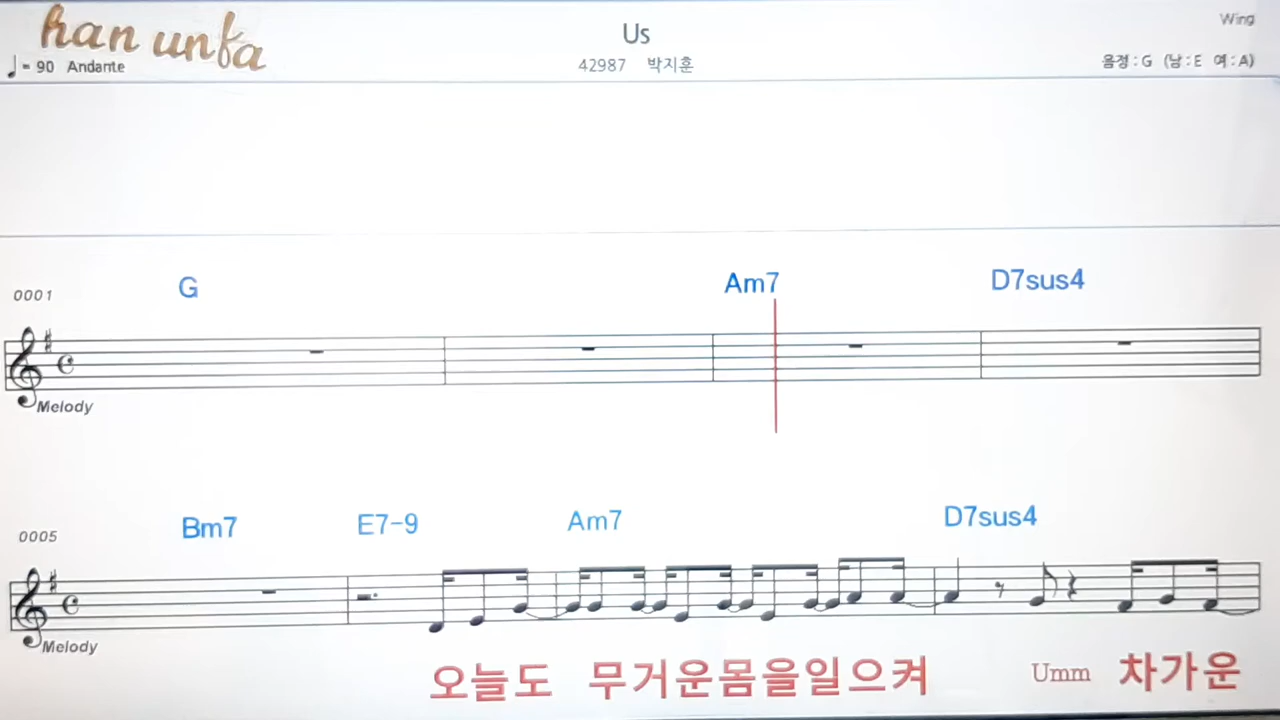 han unfa
Us
Wing
♩= 90 Andante
42987 박지훈
음정 : G (남 : E 여 : A)
0001
G Am7 D7sus4
Melody
0005
Bm7 E7-9 Am7 D7sus4
Melody
오늘도 무거운몸을일으켜 Umm 차가운